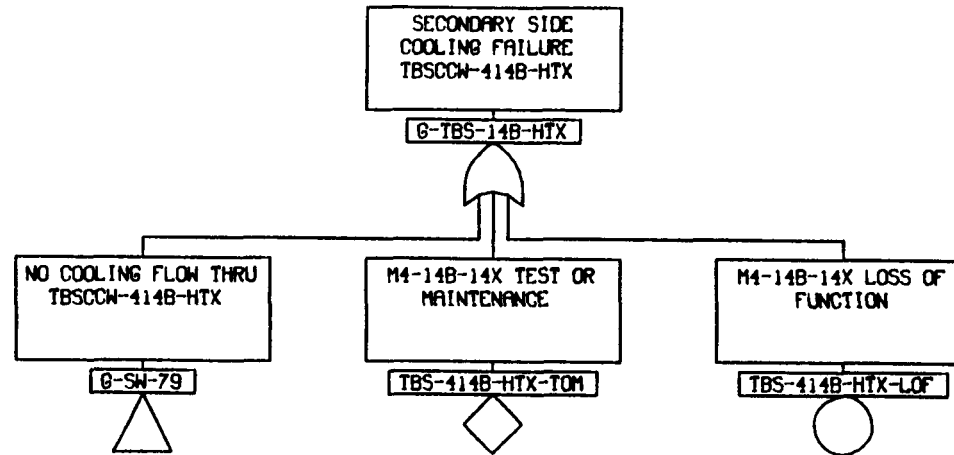 SECONDARY SIDE
COOLING FAILURE
TBSCCW-414B-HTX
G-TBS-14B-HTX
NO COOLING FLOW THRU
TBSCCW-414B-HTX
G-SW-79
M4-14B-14X TEST OR
MAINTENANCE
TBS-414B-HTX-TOM
M4-14B-14X LOSS OF
FUNCTION
TBS-414B-HTX-LOF